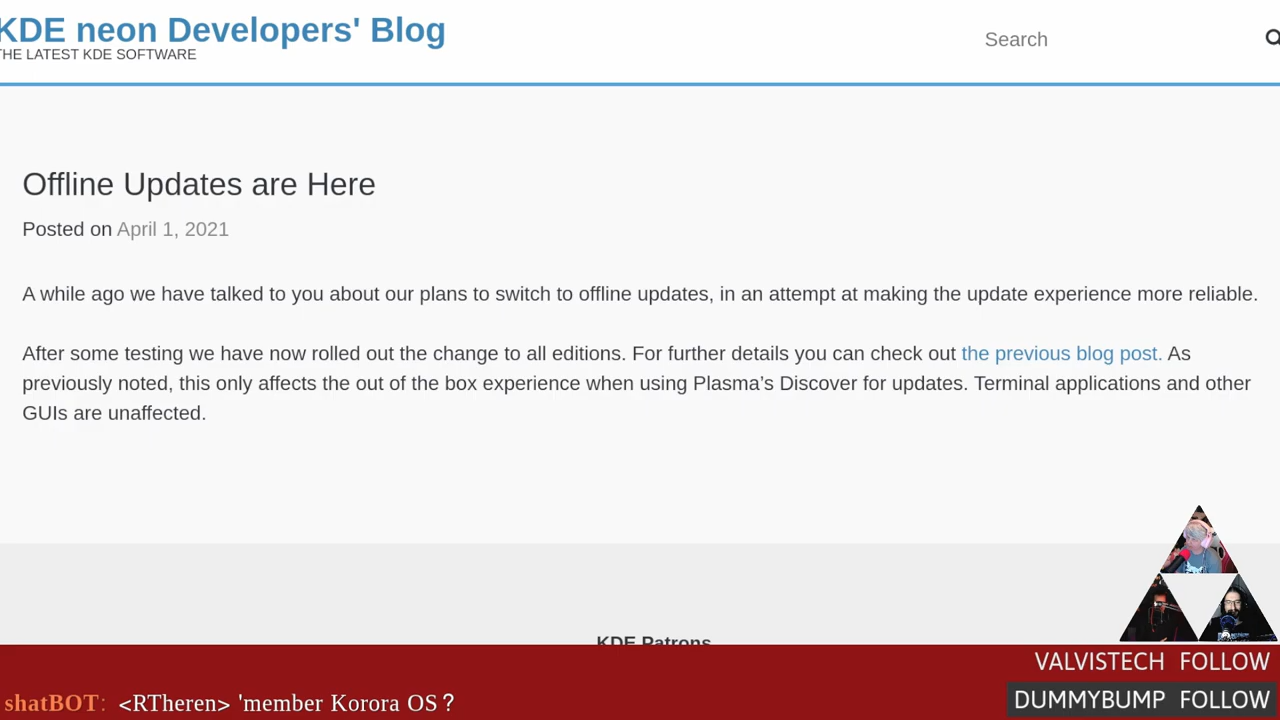 KDE neon Developers' Blog
THE LATEST KDE SOFTWARE
Search
Offline Updates are Here
Posted on April 1, 2021
A while ago we have talked to you about our plans to switch to offline updates, in an attempt at making the update experience more reliable.
After some testing we have now rolled out the change to all editions. For further details you can check out the previous blog post. As
previously noted, this only affects the out of the box experience when using Plasma’s Discover for updates. Terminal applications and other
GUIs are unaffected.
KDE Patrons
VALVISTECH FOLLOW
shatBOT: <RTheren> 'member Korora OS?
DUMMYBUMP FOLLOW